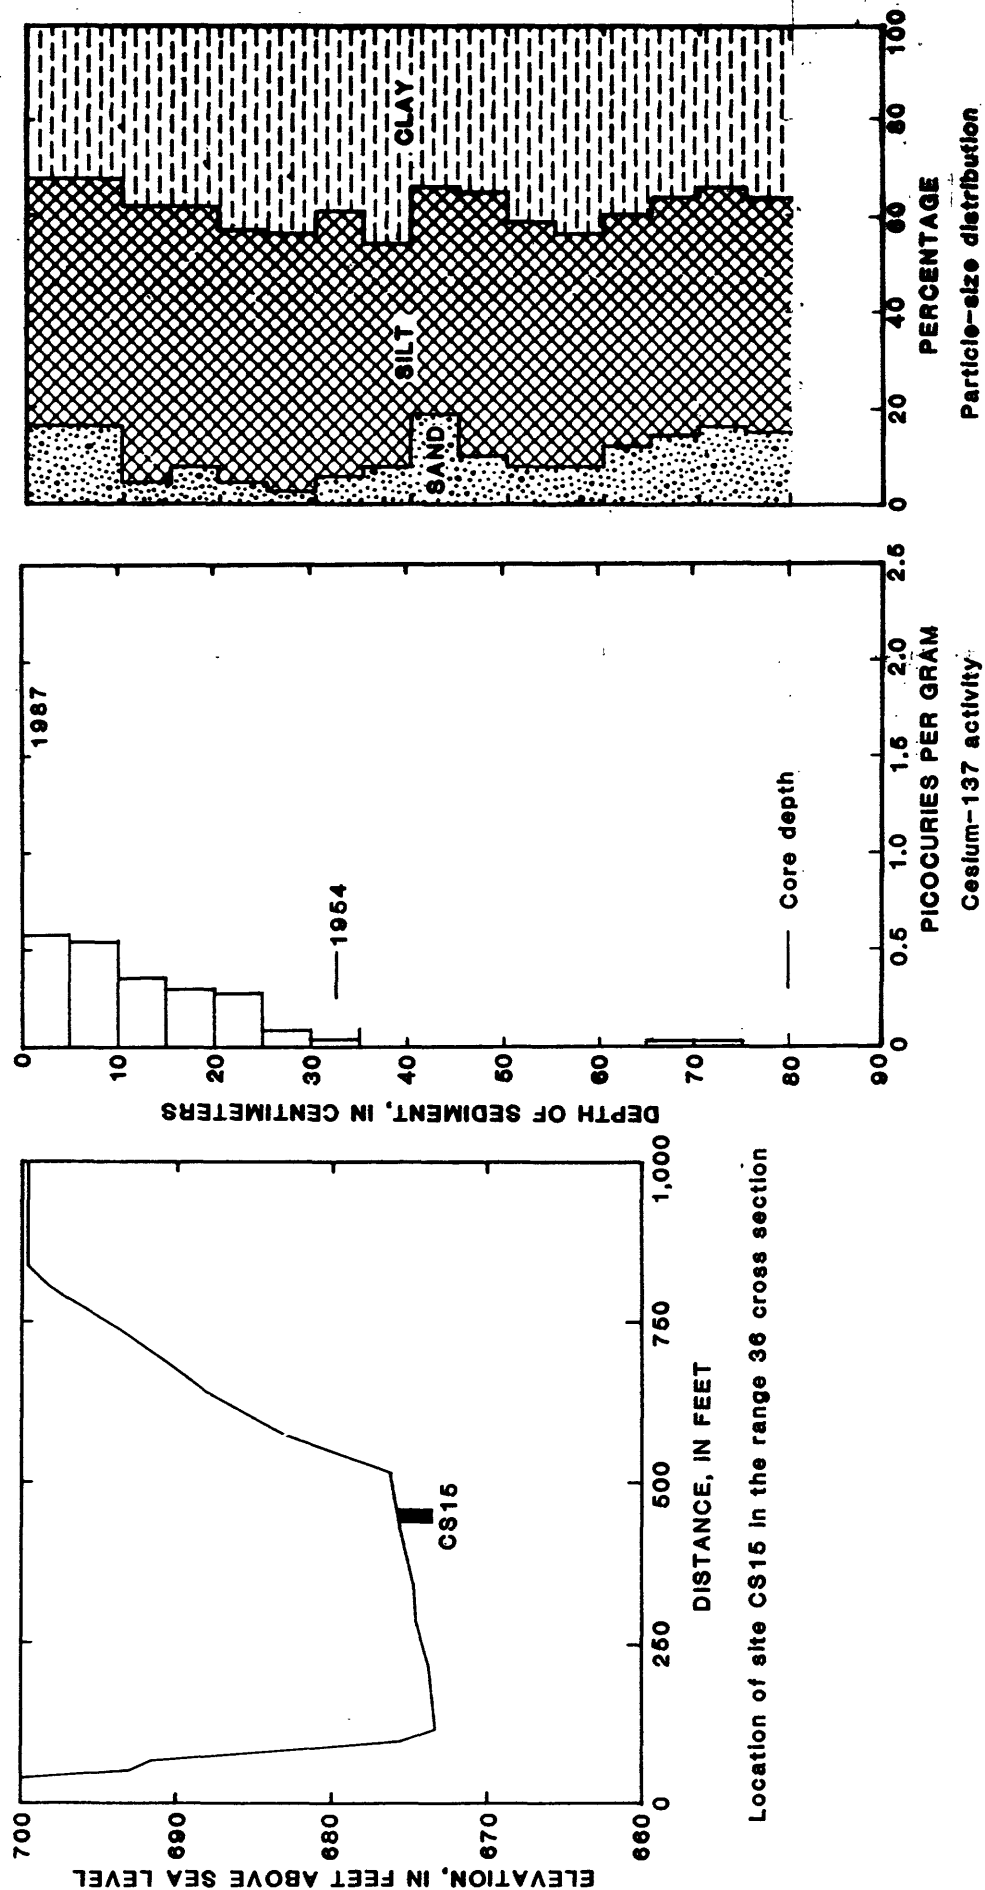 ELEVATION, IN FEET ABOVE SEA LEVEL
700
690
680
670
660
0
250
500
750
1,000
CS15
DISTANCE, IN FEET
Location of site CS15 in the range 36 cross section
DEPTH OF SEDIMENT, IN CENTIMETERS
0
10
20
30
40
50
60
70
80
90
1987
1954
Core depth
0
0.5
1.0
1.5
2.0
2.5
PICOCURIES PER GRAM
Cesium-137 activity
SAND
SILT
CLAY
0
20
40
60
80
100
PERCENTAGE
Particle-size distribution